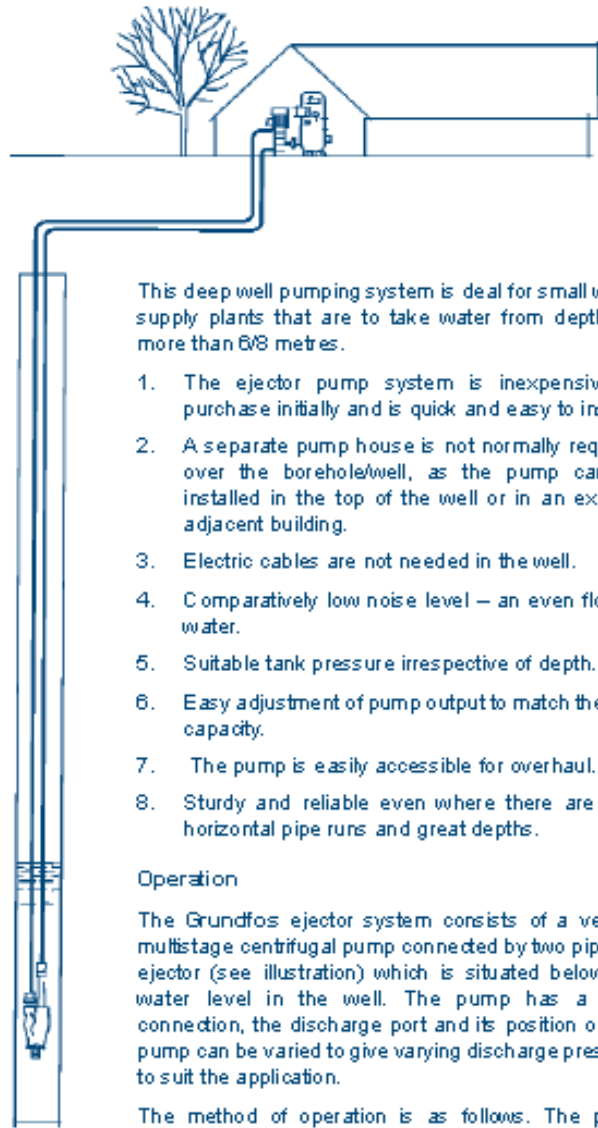 This deep well pumping system is deal for small w
supply plants that are to take water from depth
more than 6/8 metres.
1. The ejector pump system is inexpensiv
purchase initially and is quick and easy to ins
2. A separate pump house is not normally req
over the borehole/well, as the pump ca
installed in the top of the well or in an ex
adjacent building.
3. Electric cables are not needed in the well.
4. Comparatively low noise level – an even flo
water.
5. Suitable tank pressure irrespective of depth.
6. Easy adjustment of pump output to match the
capacity.
7. The pump is easily accessible for overhaul.
8. Sturdy and reliable even where there are
horizontal pipe runs and great depths.
Operation
The Grundfos ejector system consists of a ve
multistage centrifugal pump connected by two pip
ejector (see illustration) which is situated below
water level in the well. The pump has a
connection, the discharge port and its position o
pump can be varied to give varying discharge pres
to suit the application.
The method of operation is as follows. The p